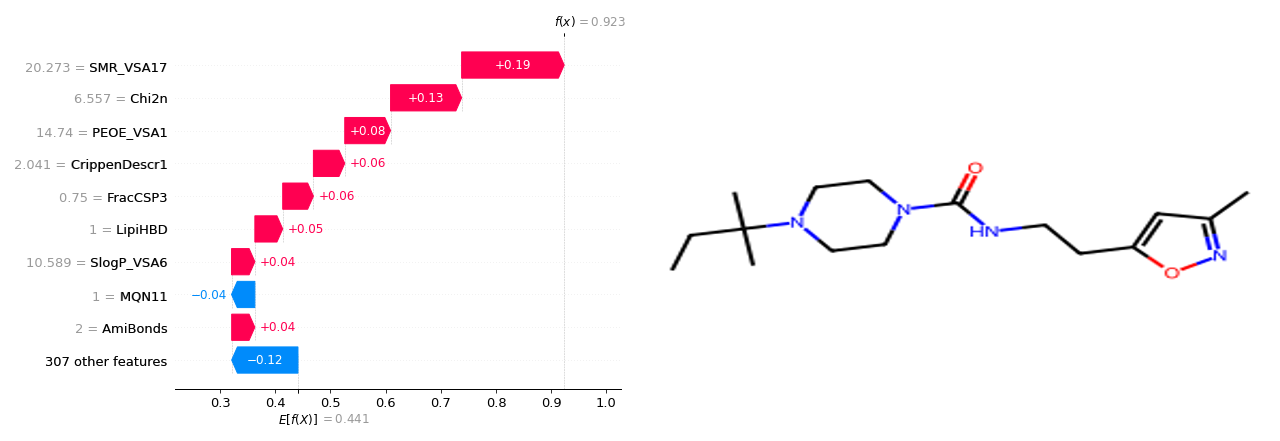 f(x) = 0.923
20.273 = SMR_VSA17
+0.19
6.557 = Chi2n
+0.13
14.74 = PEOE_VSA1
+0.08
2.041 = CrippenDescr1
+0.06
0.75 = FracCSP3
+0.06
1 = LipiHBD
+0.05
10.589 = SlogP_VSA6
+0.04
1 = MQN11
−0.04
2 = AmiBonds
+0.04
307 other features
−0.12
0.3 0.4 0.5 0.6 0.7 0.8 0.9 1.0
E[f(X)] = 0.441
O
N
N
HN
O
N